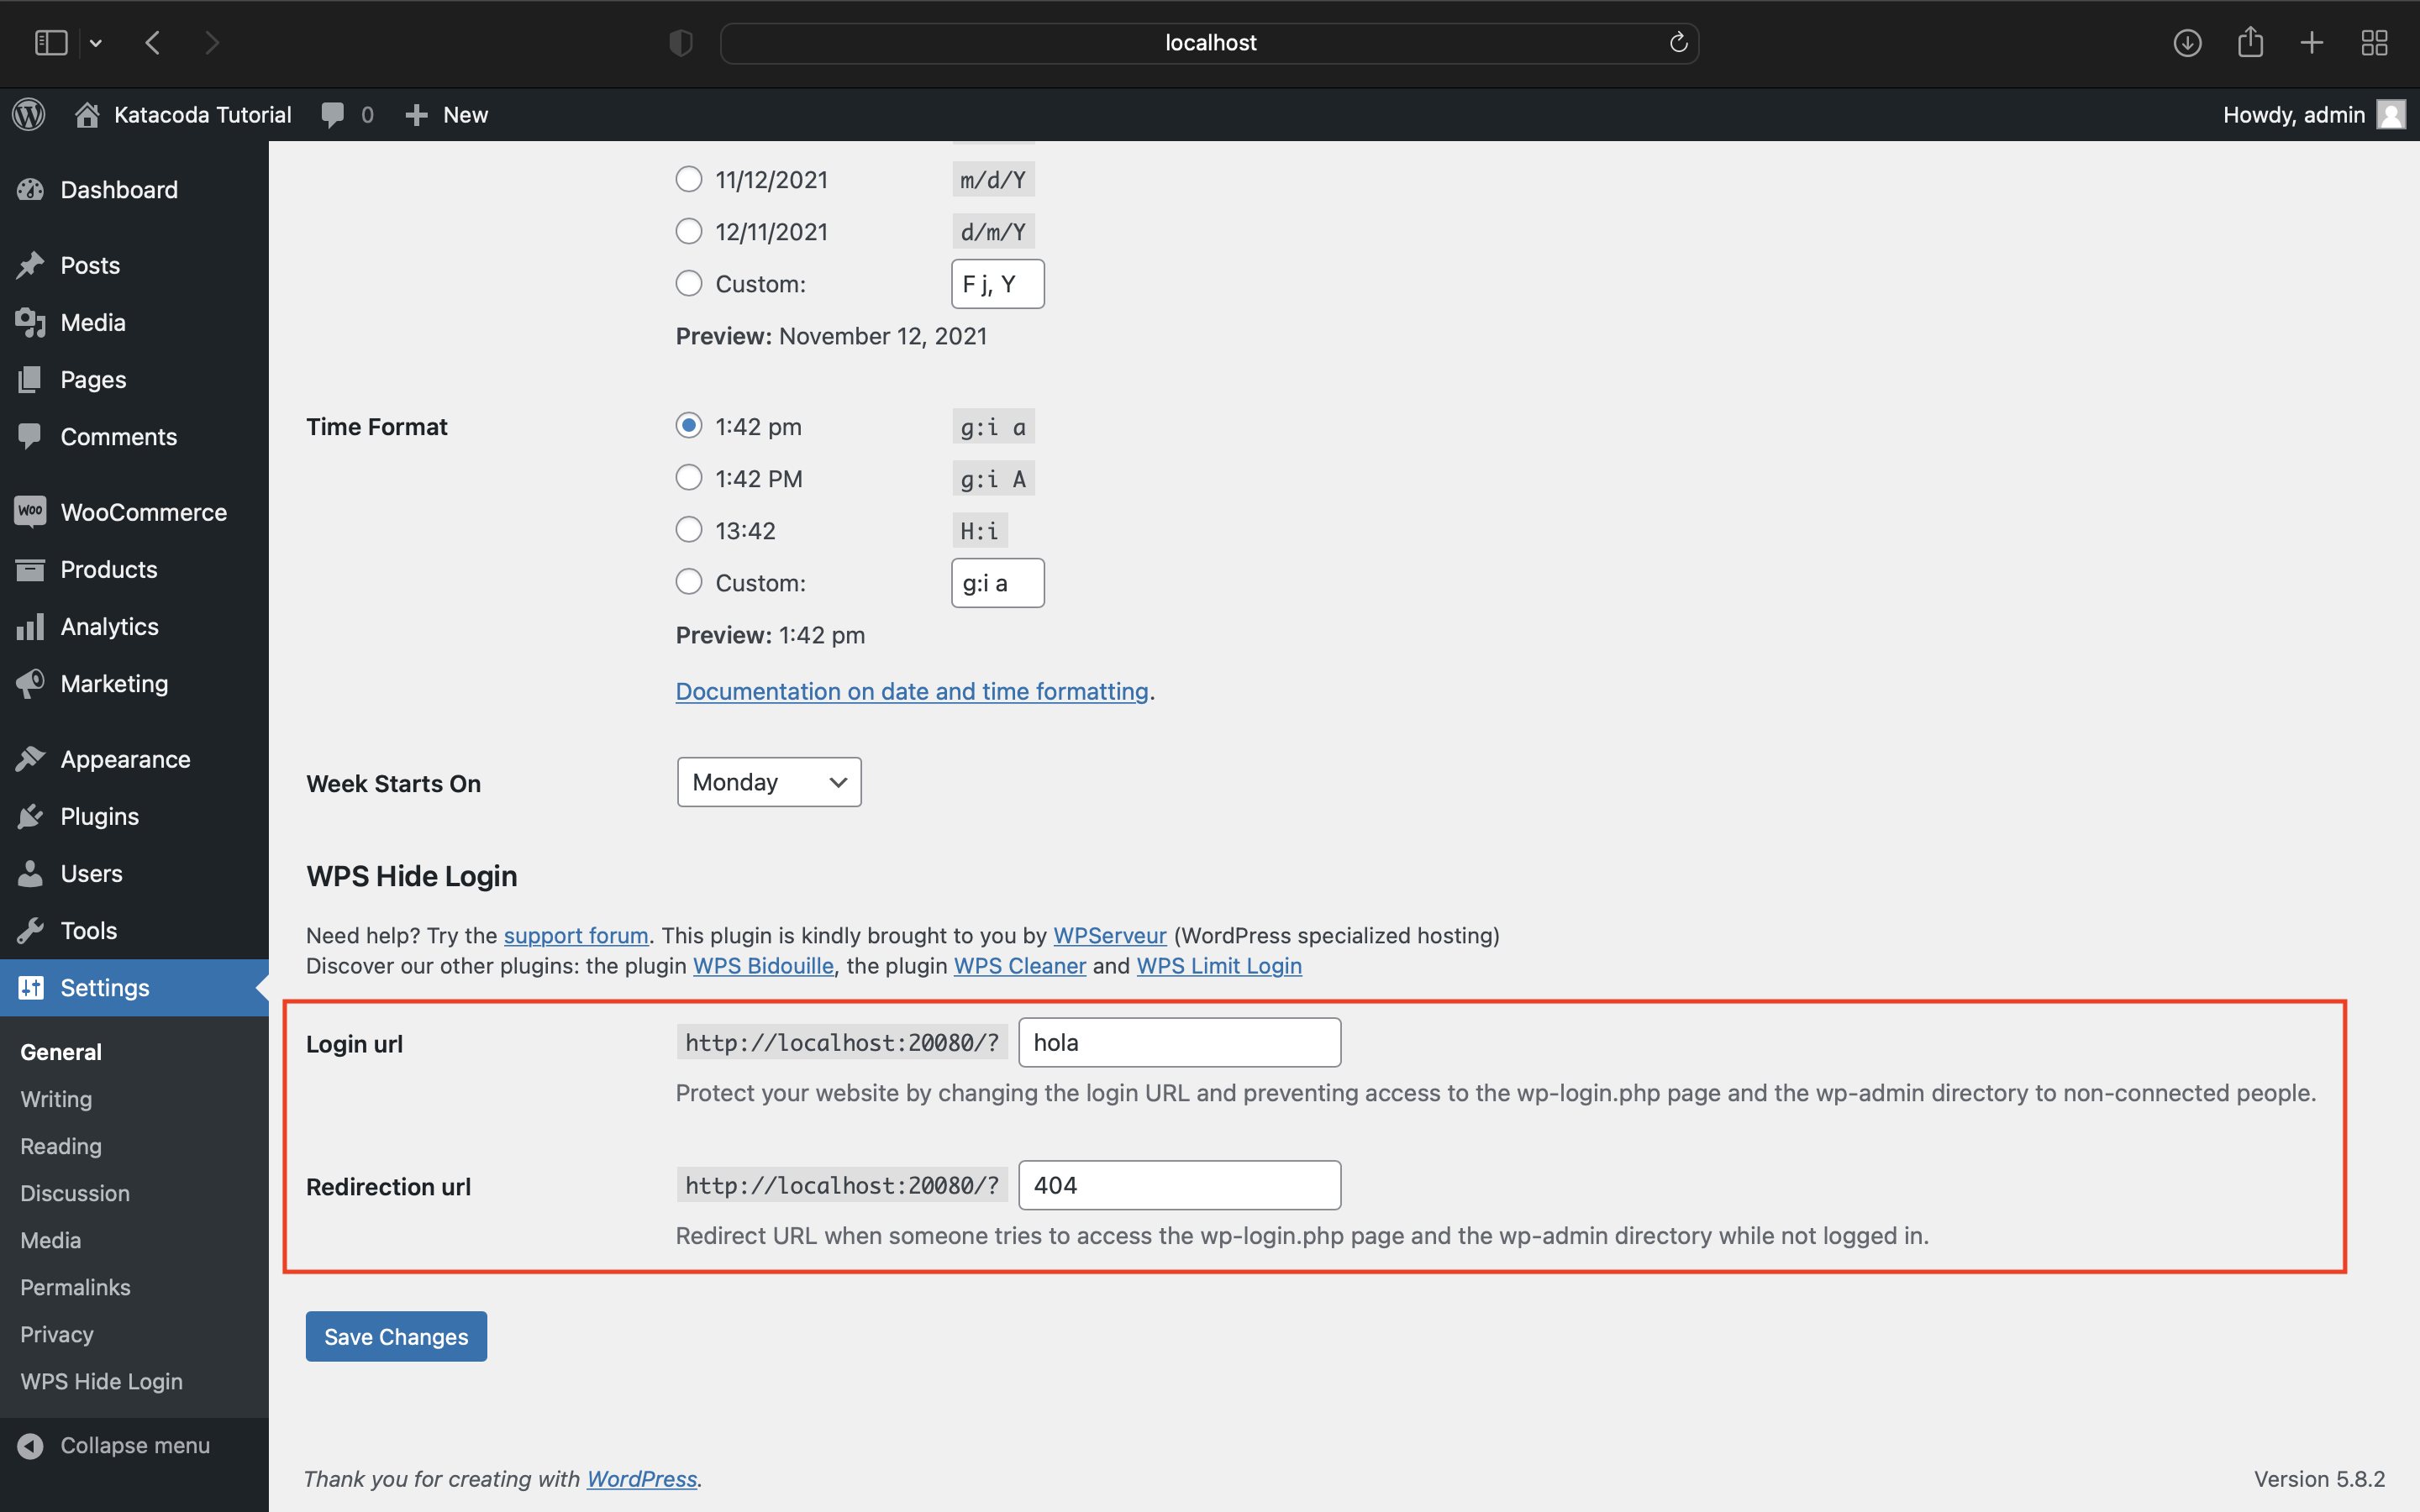 localhost
Katacoda Tutorial 0 New Howdy, admin
Dashboard
Posts
Media
Pages
Comments
WOO WooCommerce
Products
Analytics
Marketing
Appearance
Plugins
Users
Tools
Settings
General
Writing
Reading
Discussion
Media
Permalinks
Privacy
WPS Hide Login
Collapse menu
11/12/2021 m/d/Y
12/11/2021 d/m/Y
Custom: F j, Y
Preview: November 12, 2021
Time Format 1:42 pm g:i a
1:42 PM g:i A
13:42 H:i
Custom: g:i a
Preview: 1:42 pm
Documentation on date and time formatting.
Week Starts On Monday
WPS Hide Login
Need help? Try the support forum. This plugin is kindly brought to you by WPServeur (WordPress specialized hosting)
Discover our other plugins: the plugin WPS Bidouille, the plugin WPS Cleaner and WPS Limit Login
Login url http://localhost:20080/? hola
Protect your website by changing the login URL and preventing access to the wp-login.php page and the wp-admin directory to non-connected people.
Redirection url http://localhost:20080/? 404
Redirect URL when someone tries to access the wp-login.php page and the wp-admin directory while not logged in.
Save Changes
Thank you for creating with WordPress. Version 5.8.2